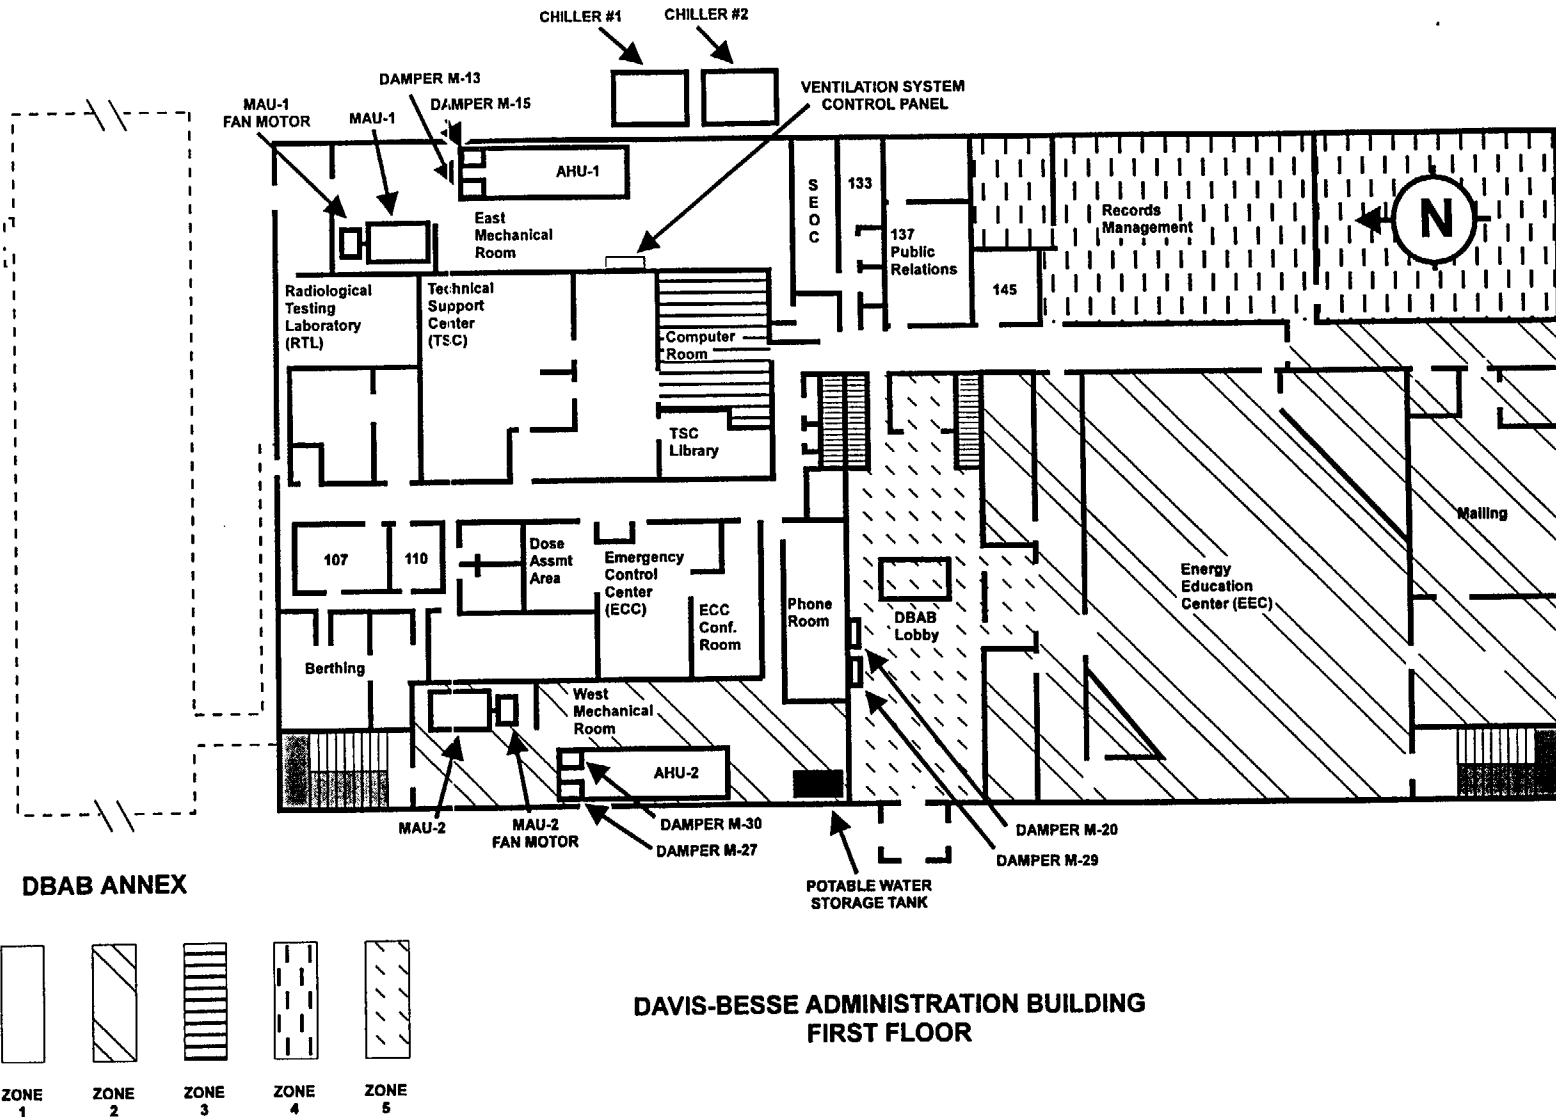 CHILLER #1
CHILLER #2
DAMPER M-13
DAMPER M-15
MAU-1
FAN MOTOR
MAU-1
VENTILATION SYSTEM
CONTROL PANEL
AHU-1
East
Mechanical
Room
S
E
O
C
133
137
Public
Relations
145
Records
Management
N
Radiological
Testing
Laboratory
(RTL)
Technical
Support
Center
(TSC)
Computer
Room
TSC
Library
107
110
Dose
Assmt
Area
Emergency
Control
Center
(ECC)
ECC
Conf.
Room
Phone
Room
DBAB
Lobby
Energy
Education
Center (EEC)
Mailing
Berthing
West
Mechanical
Room
AHU-2
MAU-2
MAU-2
FAN MOTOR
DAMPER M-30
DAMPER M-27
DAMPER M-20
DAMPER M-29
POTABLE WATER
STORAGE TANK
DBAB ANNEX
DAVIS-BESSE ADMINISTRATION BUILDING
FIRST FLOOR
ZONE
1
ZONE
2
ZONE
3
ZONE
4
ZONE
5